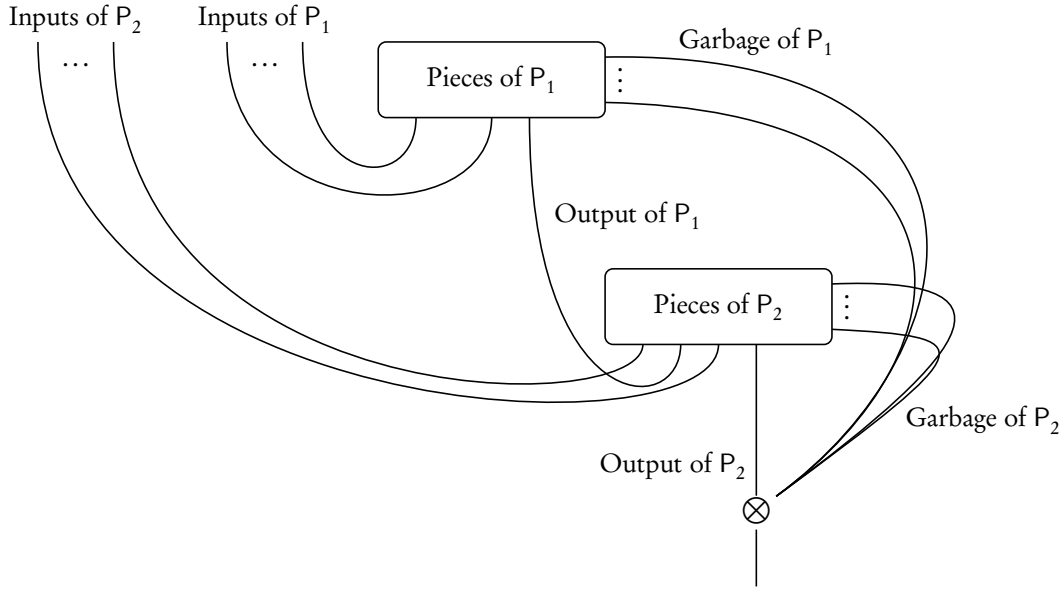 Inputs of P₂
Inputs of P₁
...
...
Pieces of P₁
Garbage of P₁
Output of P₁
Pieces of P₂
Garbage of P₂
Output of P₂